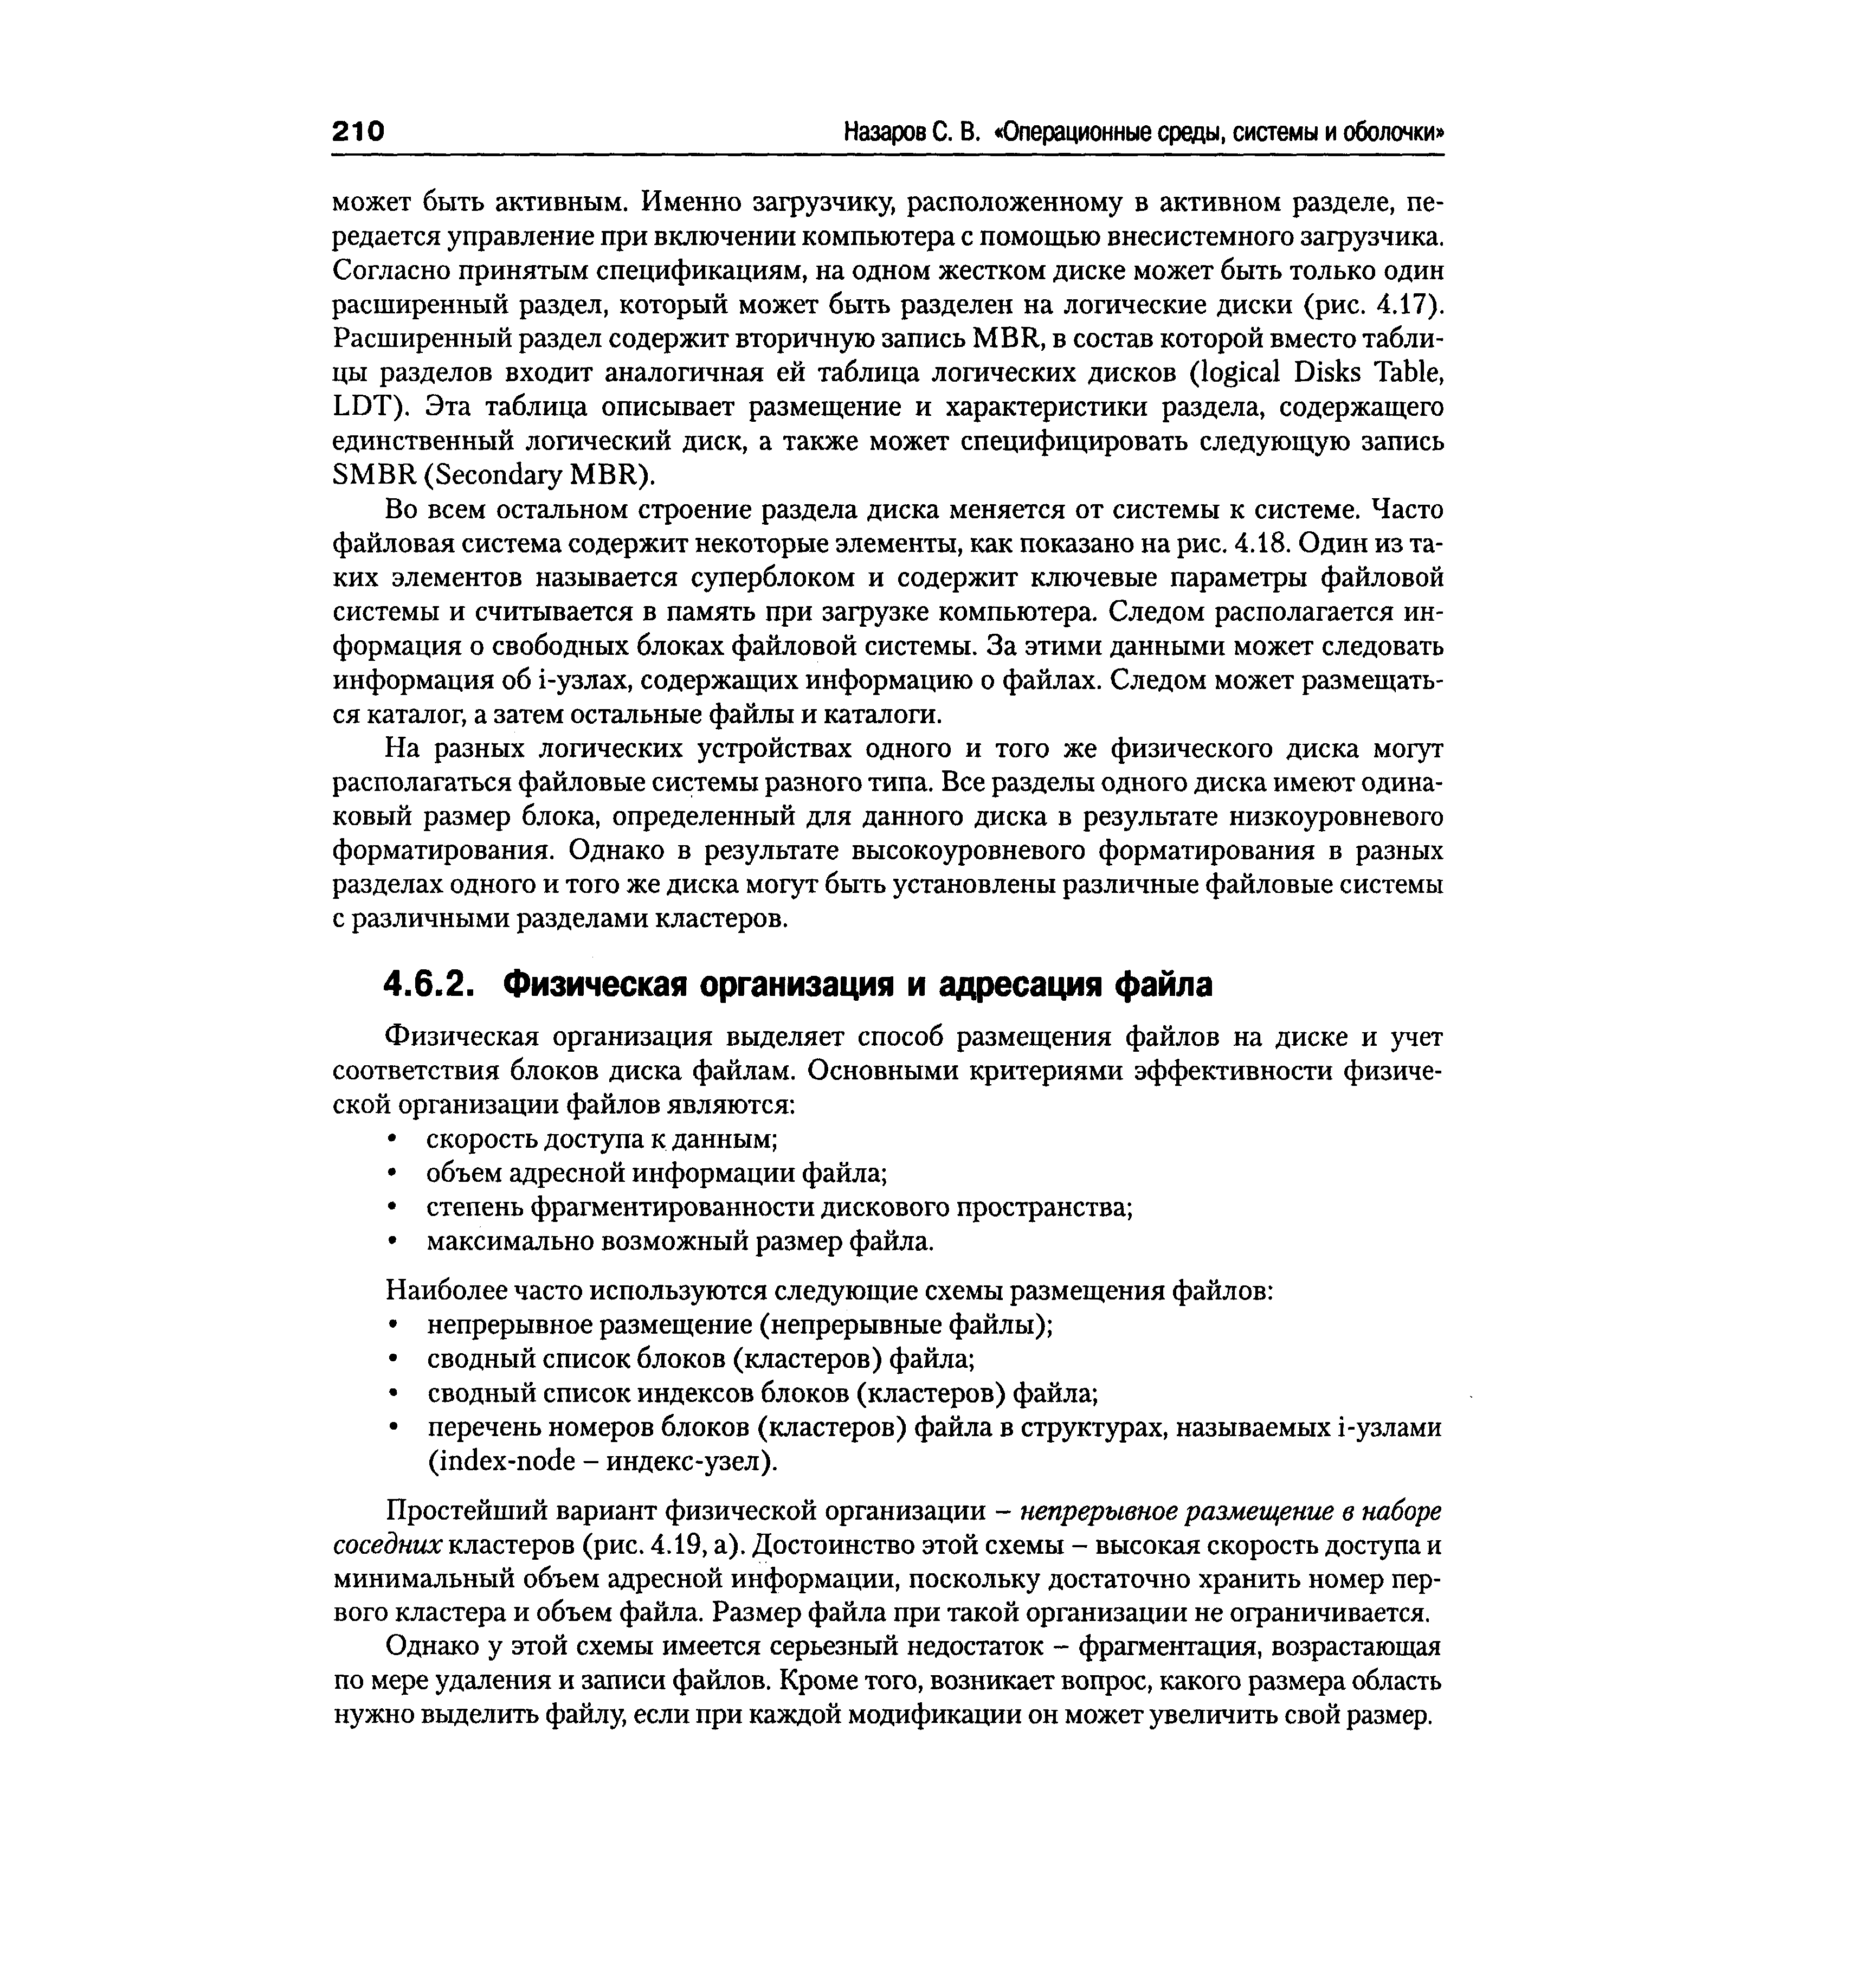 210 Назаров С. В. «Операционные среды, системы и оболочки»
может быть активным. Именно загрузчику, расположенному в активном разделе, пе-
редается управление при включении компьютера с помощью внесистемного загрузчика.
Согласно принятым спецификациям, на одном жестком диске может быть только один
расширенный раздел, который может быть разделен на логические диски (рис. 4.17).
Расширенный раздел содержит вторичную запись MBR, в состав которой вместо табли-
цы разделов входит аналогичная ей таблица логических дисков (logical Disks Table,
LDT). Эта таблица описывает размещение и характеристики раздела, содержащего
единственный логический диск, а также может специфицировать следующую запись
SMBR (Secondary MBR).
Во всем остальном строение раздела диска меняется от системы к системе. Часто
файловая система содержит некоторые элементы, как показано на рис. 4.18. Один из та-
ких элементов называется суперблоком и содержит ключевые параметры файловой
системы и считывается в память при загрузке компьютера. Следом располагается ин-
формация о свободных блоках файловой системы. За этими данными может следовать
информация об i-узлах, содержащих информацию о файлах. Следом может размещать-
ся каталог, а затем остальные файлы и каталоги.
На разных логических устройствах одного и того же физического диска могут
располагаться файловые системы разного типа. Все разделы одного диска имеют одина-
ковый размер блока, определенный для данного диска в результате низкоуровневого
форматирования. Однако в результате высокоуровневого форматирования в разных
разделах одного и того же диска могут быть установлены различные файловые системы
с различными разделами кластеров.
4.6.2. Физическая организация и адресация файла
Физическая организация выделяет способ размещения файлов на диске и учет
соответствия блоков диска файлам. Основными критериями эффективности физиче-
ской организации файлов являются:
• скорость доступа к данным;
• объем адресной информации файла;
• степень фрагментированности дискового пространства;
• максимально возможный размер файла.
Наиболее часто используются следующие схемы размещения файлов:
• непрерывное размещение (непрерывные файлы);
• сводный список блоков (кластеров) файла;
• сводный список индексов блоков (кластеров) файла;
• перечень номеров блоков (кластеров) файла в структурах, называемых i-узлами
(index-node – индекс-узел).
Простейший вариант физической организации – непрерывное размещение в наборе
соседних кластеров (рис. 4.19, а). Достоинство этой схемы – высокая скорость доступа и
минимальный объем адресной информации, поскольку достаточно хранить номер пер-
вого кластера и объем файла. Размер файла при такой организации не ограничивается.
Однако у этой схемы имеется серьезный недостаток – фрагментация, возрастающая
по мере удаления и записи файлов. Кроме того, возникает вопрос, какого размера область
нужно выделить файлу, если при каждой модификации он может увеличить свой размер.